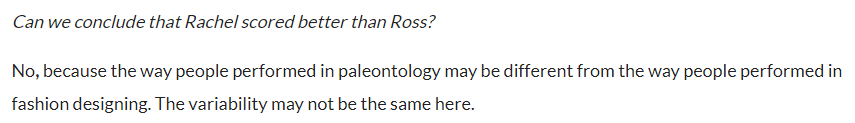 Can we conclude that Rachel scored better than Ross?
No, because the way people performed in paleontology may be different from the way people performed in
fashion designing. The variability may not be the same here.